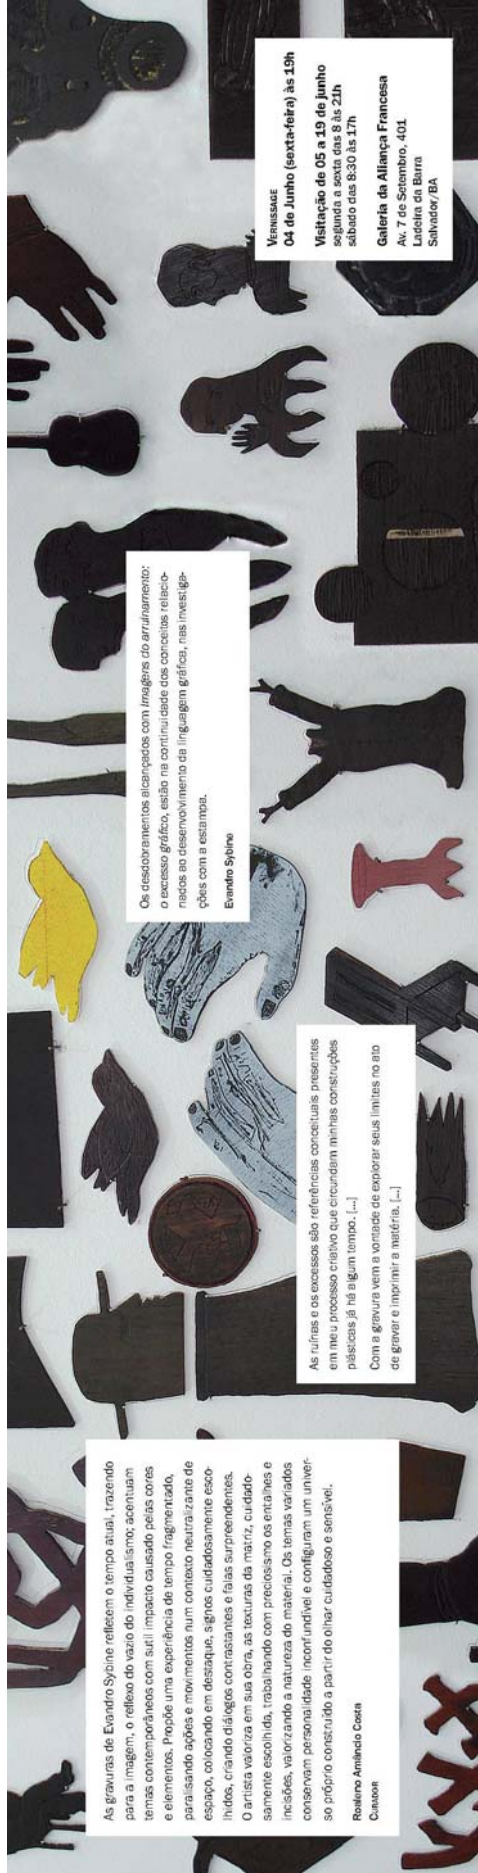 As gravuras de Evandro Sybine refletem o tempo atual, trazendo
para a imagem, o reflexo do vazio do individualismo; acentuam
temas contemporâneos com sutil impacto causado pelas cores
e elementos. Propõe uma experiência de tempo fragmentado,
paralisando ações e movimentos num contexto neutralizante de
espaço, colocando em destaque, signos cuidadosamente esco-
lhidos, criando diálogos contrastantes e falas surpreendentes.
O artista valoriza em sua obra, as texturas da matriz, cuidado-
samente escolhida, trabalhando com preciosismo os entalhes e
incisões, valorizando a natureza do material. Os temas variados
conservam personalidade inconfundível e configuram um univer-
so próprio construído a partir do olhar cuidadoso e sensível.
Roaleno Amâncio Costa
CURADOR
As ruínas e os excessos são referências conceituais presentes
em meu processo criativo que circundam minhas construções
plásticas já há algum tempo. [...]
Com a gravura vem a vontade de explorar seus limites no ato
de gravar e imprimir a matéria. [...]
Os desdobramentos alcançados com Imagens do arruinamento:
o excesso gráfico, estão na continuidade dos conceitos relacio-
nados ao desenvolvimento da linguagem gráfica, nas investiga-
ções com a estampa.
Evandro Sybine
VERNISSAGE
04 de Junho (sexta-feira) às 19h
Visitação de 05 a 19 de junho
segunda a sexta das 8 às 21h
sábado das 8:30 às 17h
Galeria da Aliança Francesa
Av. 7 de Setembro, 401
Ladeira da Barra
Salvador/BA